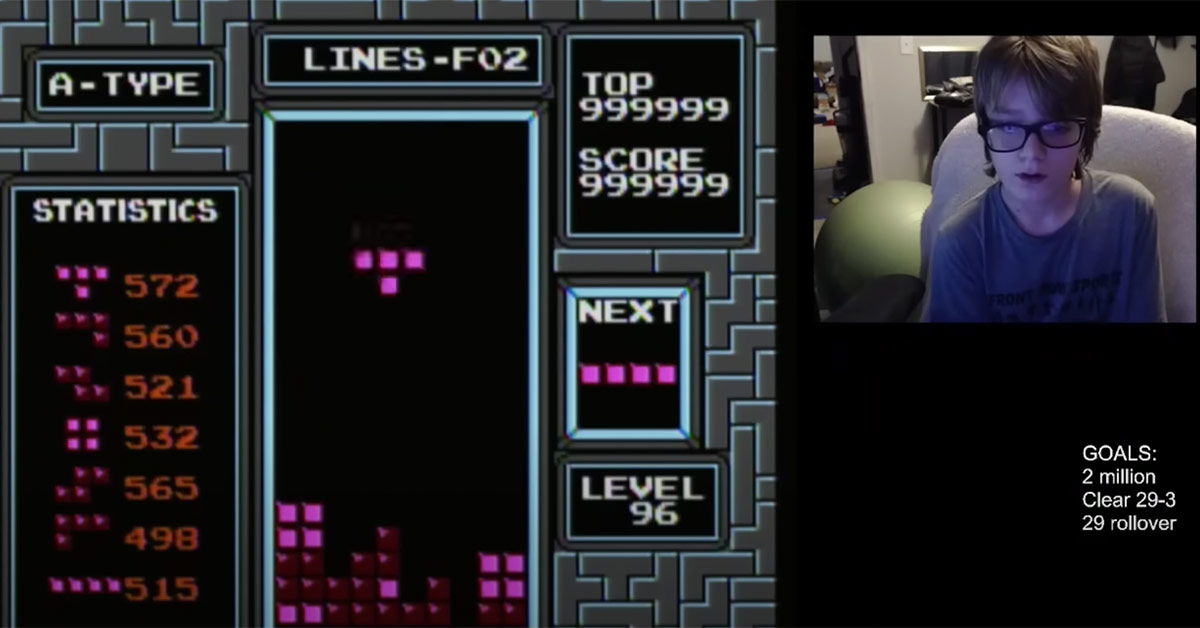 A-TYPE
LINES-F02
TOP
999999
SCORE
999999
STATISTICS
572
560
521
532
565
498
515
NEXT
LEVEL
96
GOALS:
2 million
Clear 29-3
29 rollover